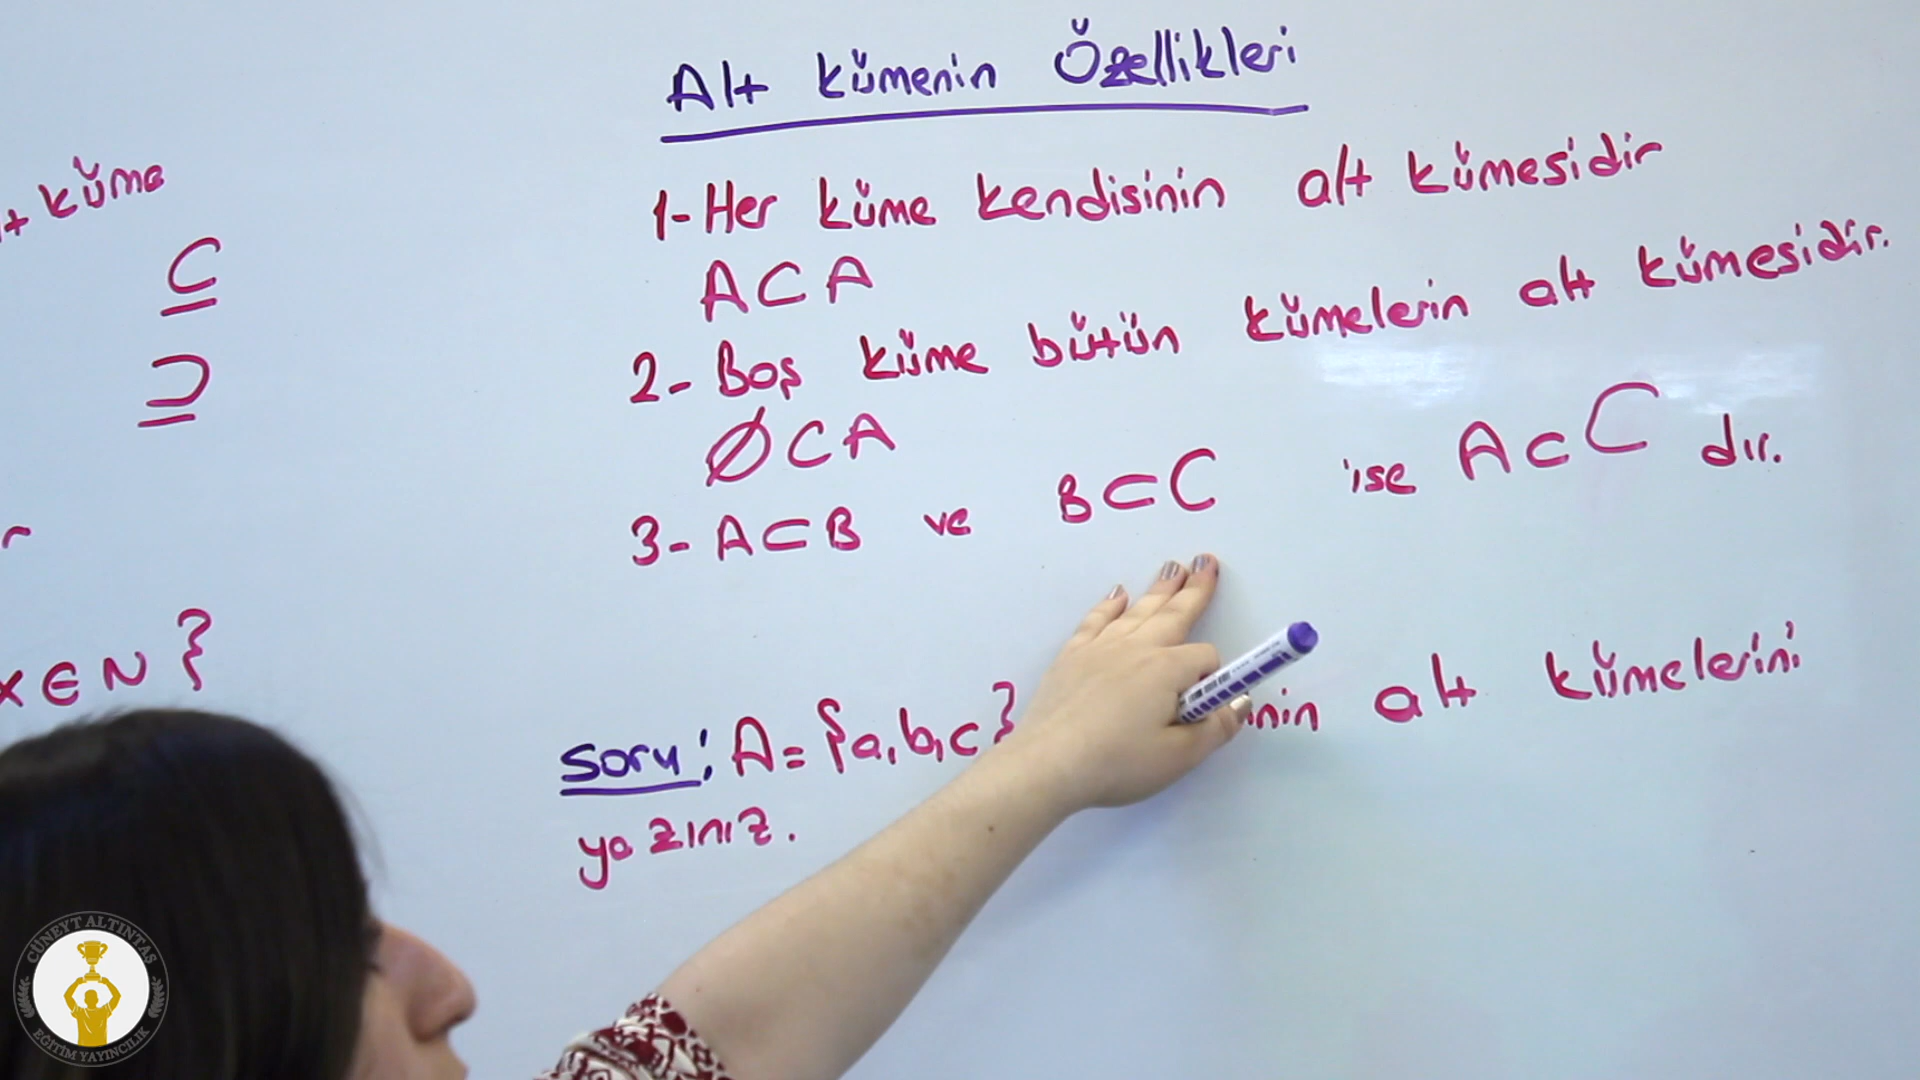 Alt kümenin Özellikleri
küme
1- Her küme kendisinin alt kümesidir
⊆
A ⊂ A
2- Boş küme bütün kümelerin alt kümesidir.
⊇
∅ ⊂ A
3- A ⊂ B ve B ⊂ C ise A ⊂ C dır.
x ∈ N }
soru: A = {a, b, c} alt kümelerini
yazınız.
CÜNEYT ALTINTAŞ
EĞİTİM YAYINCILIK